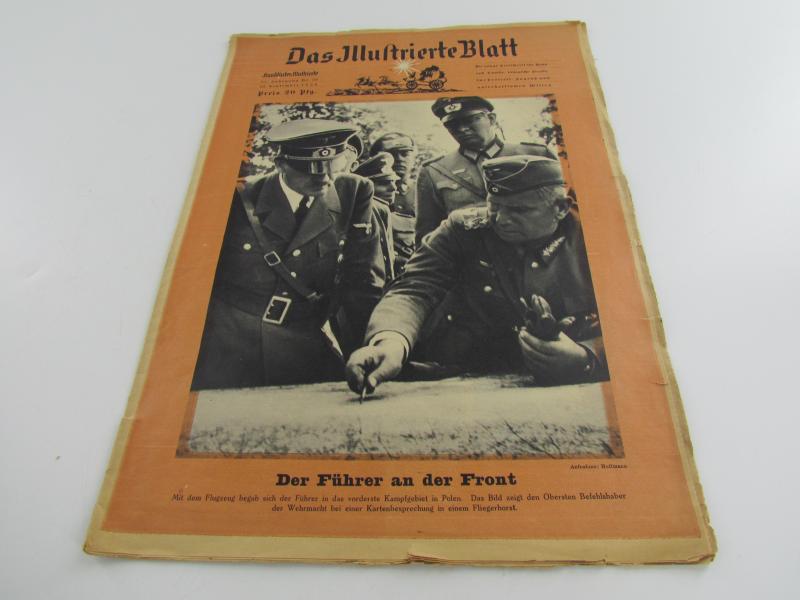 Das Illustrierte Blatt
Frankfurter Illustrierte
Preis 20 Pfg.
Aufnahme: Hoffmann
Der Führer an der Front
Mit dem Flugzeug begab sich der Führer in das vorderste Kampfgebiet in Polen. Das Bild zeigt den Obersten Befehlshaber
der Wehrmacht bei einer Kartenbesprechung in einem Fliegerhorst.